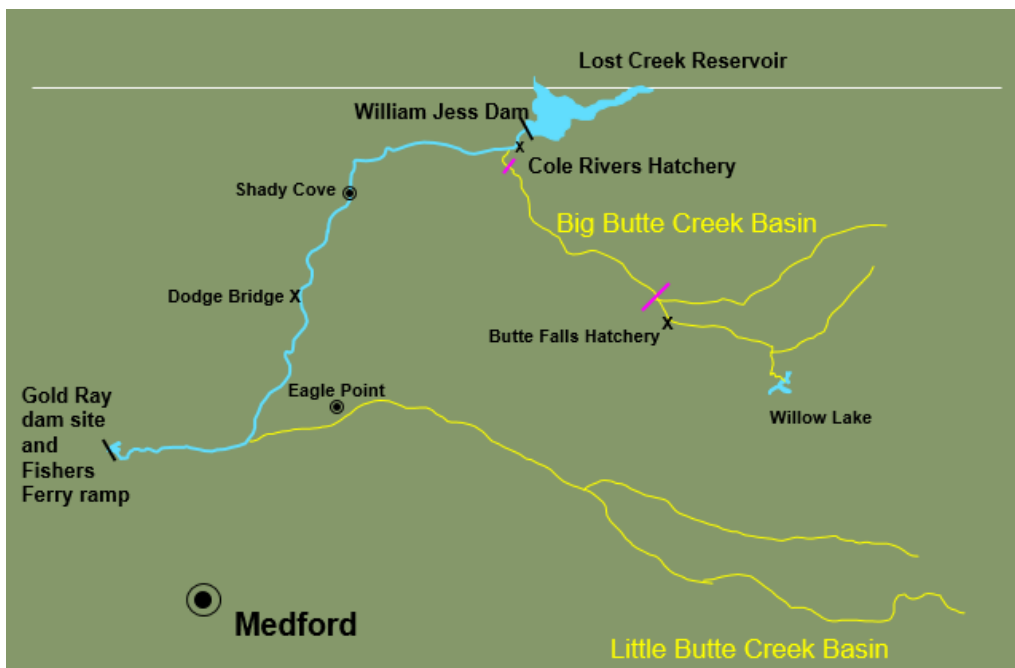 Lost Creek Reservoir
William Jess Dam
Cole Rivers Hatchery
Shady Cove
Big Butte Creek Basin
Dodge Bridge X
X
Butte Falls Hatchery
X
Eagle Point
Gold Ray
dam site
and
Fishers
Ferry ramp
Willow Lake
Medford
Little Butte Creek Basin